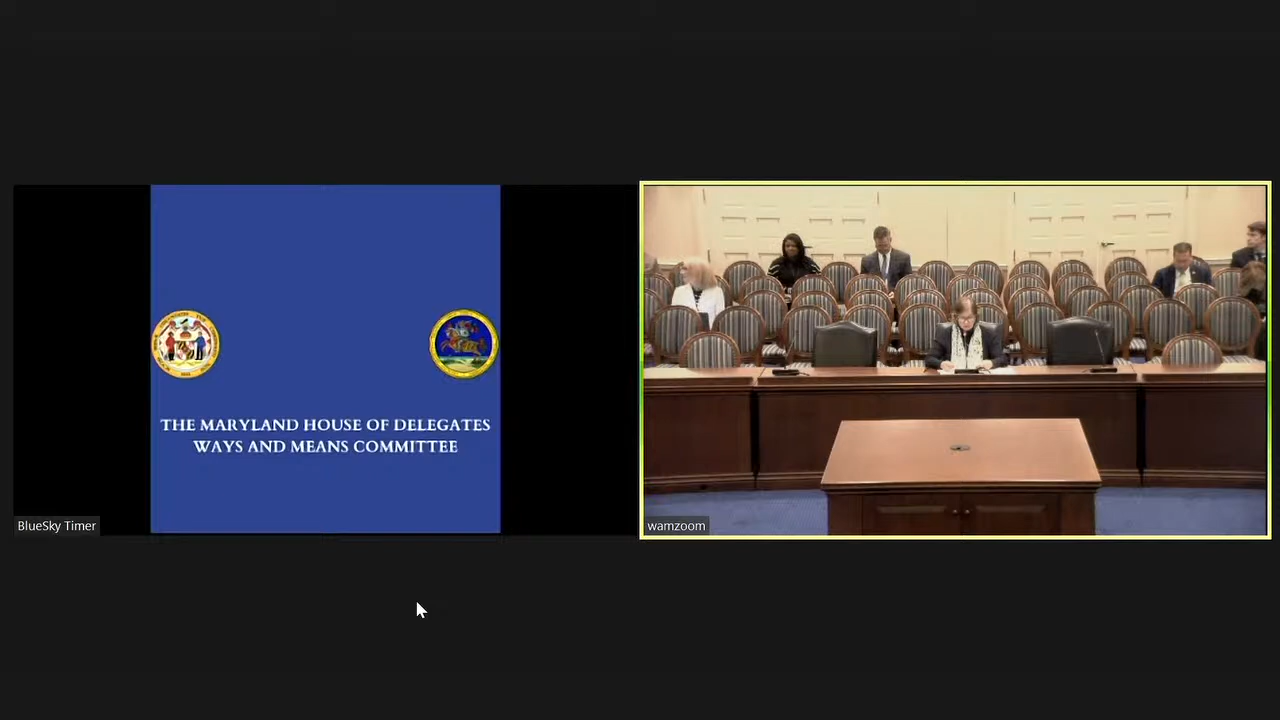 THE MARYLAND HOUSE OF DELEGATES
WAYS AND MEANS COMMITTEE
BlueSky Timer
wamzoom